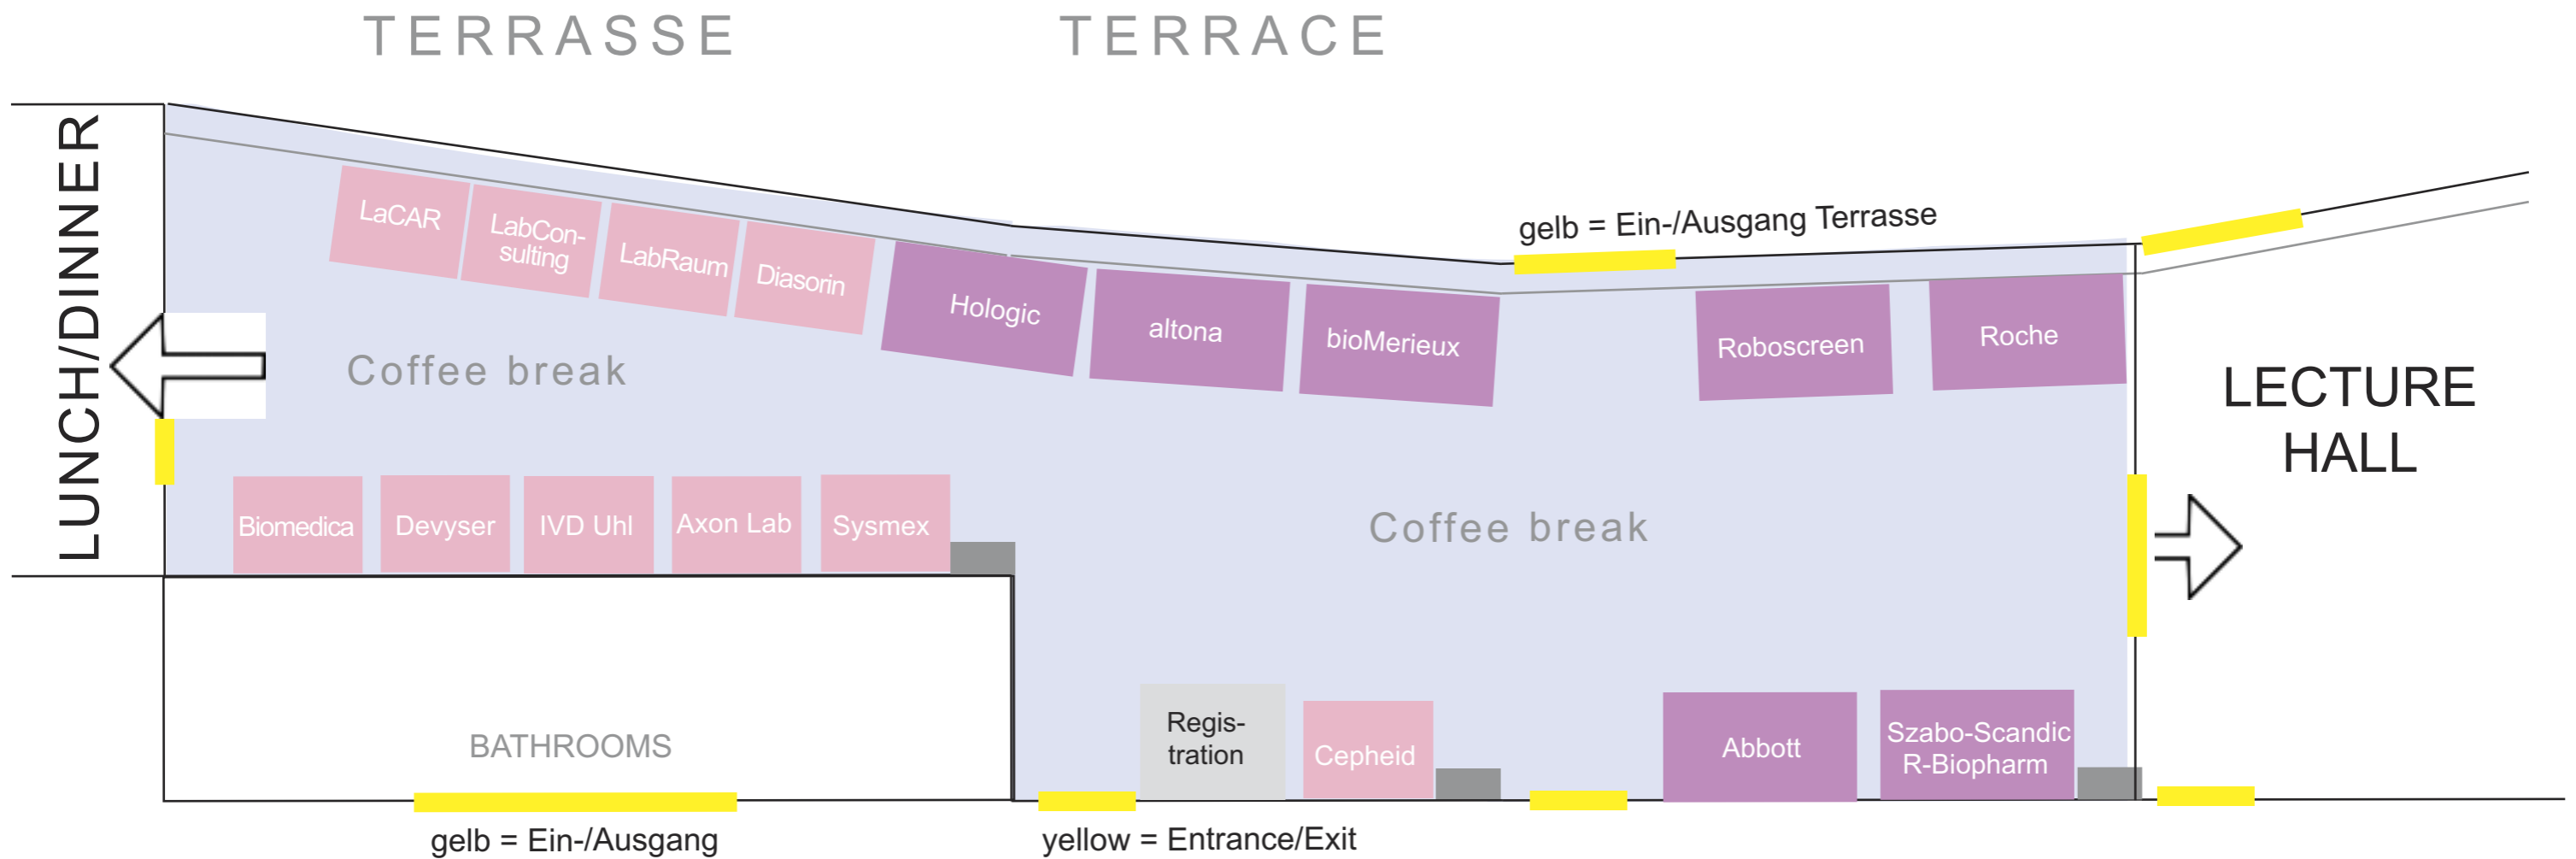 TERRASSE
TERRACE
LUNCH/DINNER
gelb = Ein-/Ausgang Terrasse
LaCAR
LabCon-
sulting
LabRaum
Diasorin
Hologic
altona
bioMerieux
Roboscreen
Roche
Coffee break
LECTURE
HALL
Biomedica
Devyser
IVD Uhl
Axon Lab
Sysmex
Coffee break
BATHROOMS
Regis-
tration
Cepheid
Abbott
Szabo-Scandic
R-Biopharm
gelb = Ein-/Ausgang
yellow = Entrance/Exit